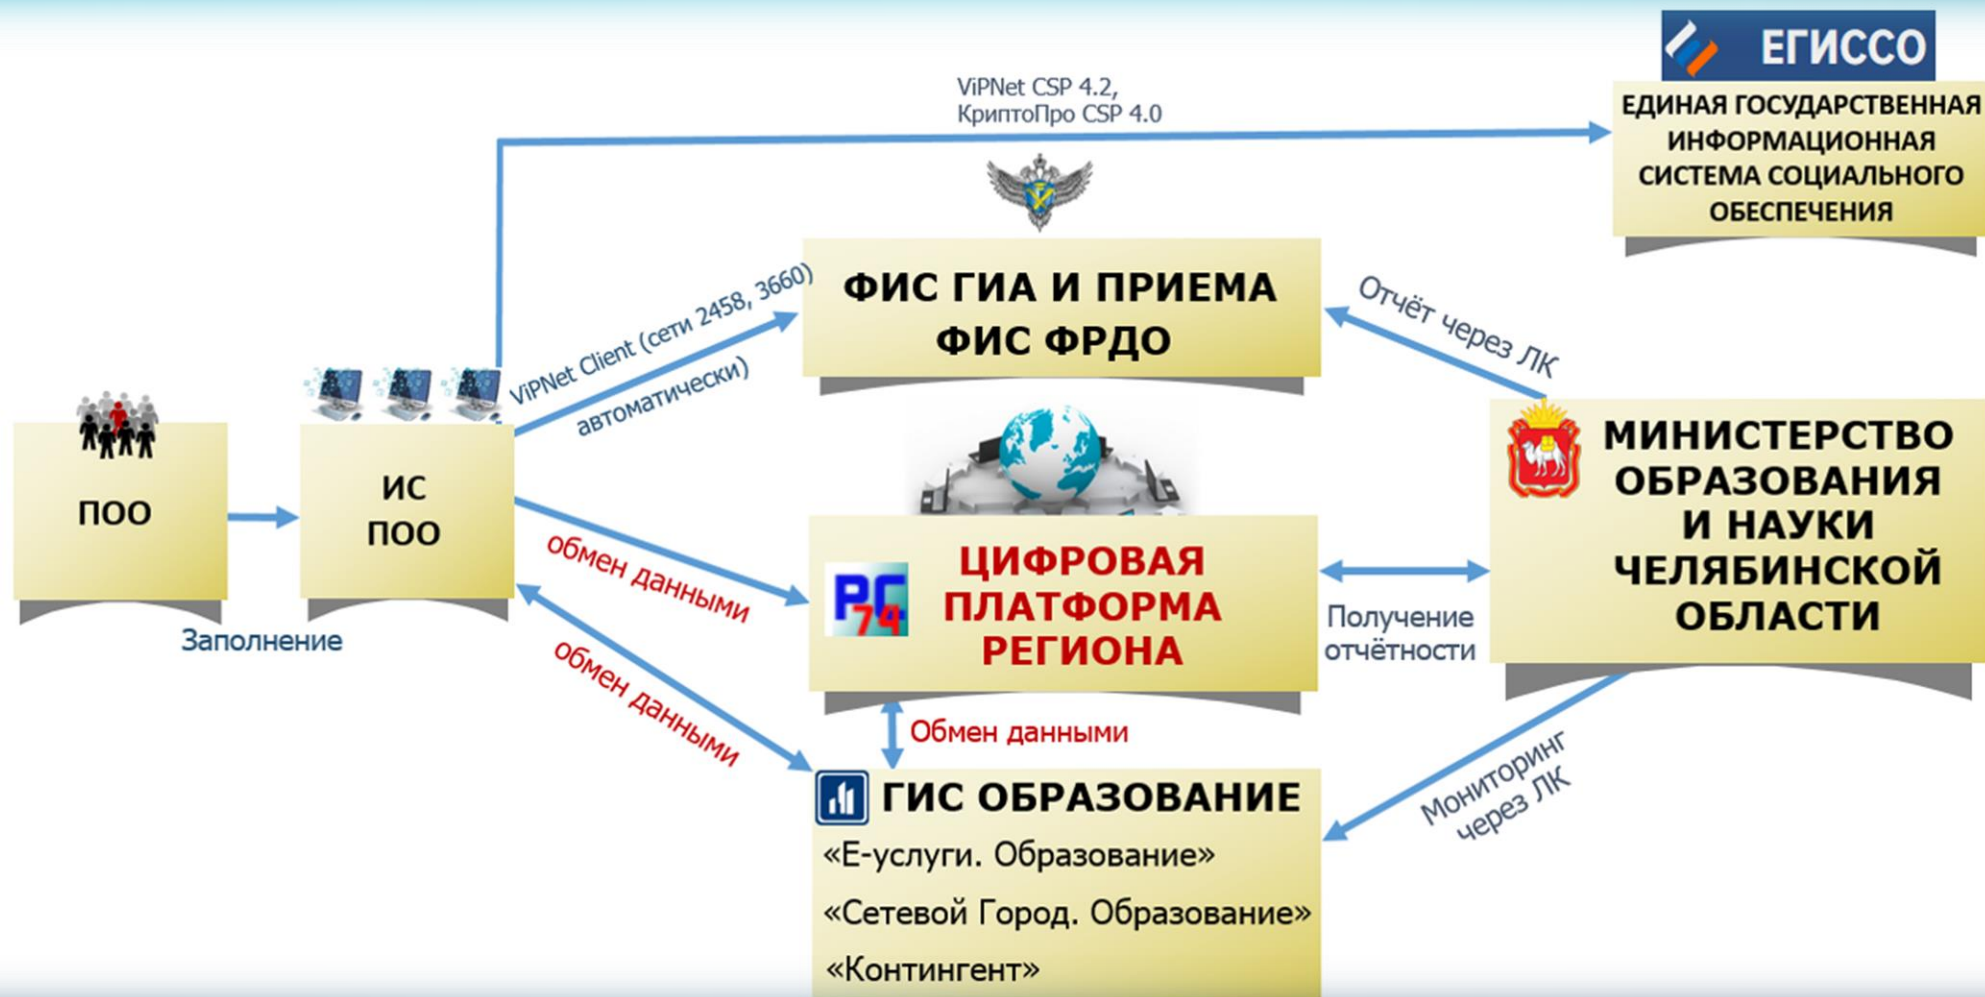 ЕГИССО
ЕДИНАЯ ГОСУДАРСТВЕННАЯ
ИНФОРМАЦИОННАЯ
СИСТЕМА СОЦИАЛЬНОГО
ОБЕСПЕЧЕНИЯ
ViPNet CSP 4.2,
КриптоПро CSP 4.0
ФИС ГИА И ПРИЕМА
ФИС ФРДО
ViPNet Client (сети 2458, 3660)
автоматически)
Отчёт через ЛК
ПОО
ИС
ПОО
Заполнение
обмен данными
обмен данными
РС
74
ЦИФРОВАЯ
ПЛАТФОРМА
РЕГИОНА
Получение
отчётности
МИНИСТЕРСТВО
ОБРАЗОВАНИЯ
И НАУКИ
ЧЕЛЯБИНСКОЙ
ОБЛАСТИ
Обмен данными
Мониторинг
через ЛК
ГИС ОБРАЗОВАНИЕ
«Е-услуги. Образование»
«Сетевой Город. Образование»
«Контингент»